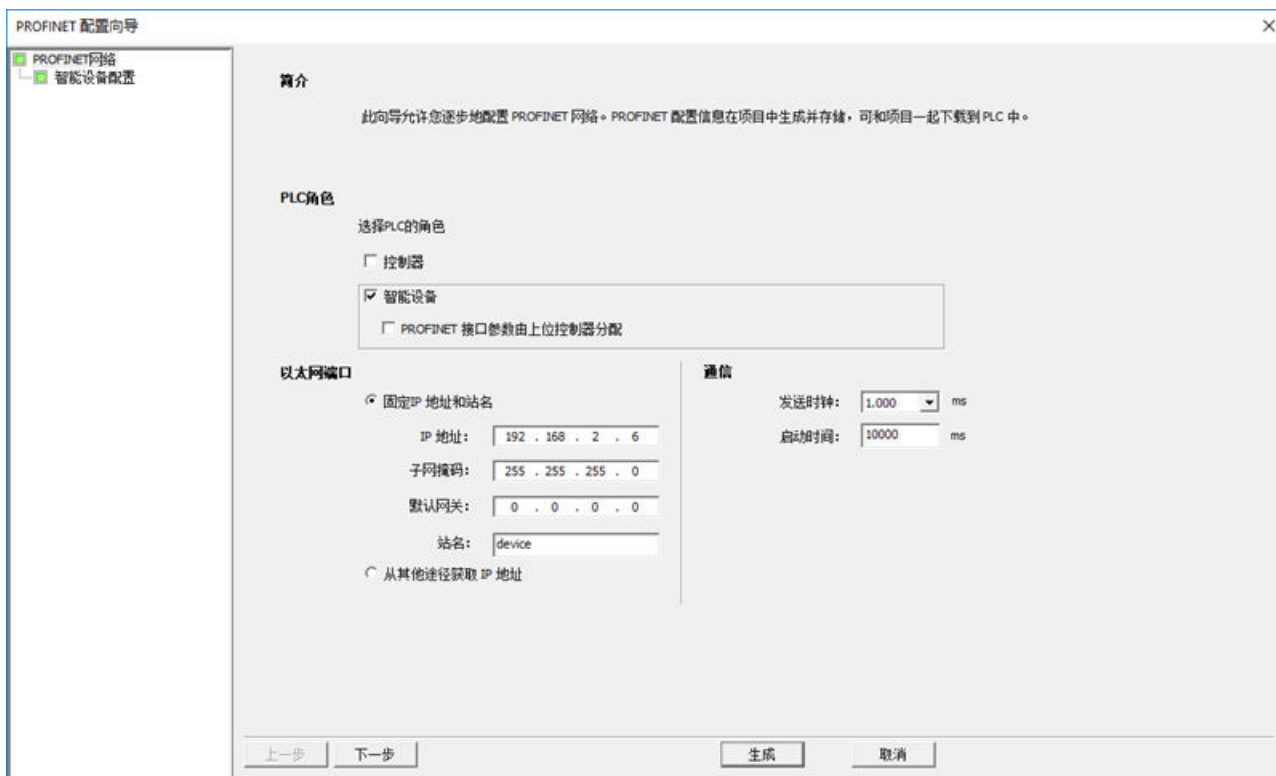 PROFINET 配置向导
PROFINET网络
智能设备配置
简介
此向导允许您逐步地配置 PROFINET 网络。PROFINET 配置信息在项目中生成并存储，可和项目一起下载到 PLC 中。
PLC角色
选择PLC的角色
控制器
智能设备
PROFINET 接口参数由上位控制器分配
以太网端口
固定IP 地址和站名
IP 地址： 192 . 168 . 2 . 6
子网掩码： 255 . 255 . 255 . 0
默认网关： 0 . 0 . 0 . 0
站名： device
从其他途径获取 IP 地址
通信
发送时钟： 1.000 ms
启动时间： 10000 ms
上一步 下一步 生成 取消